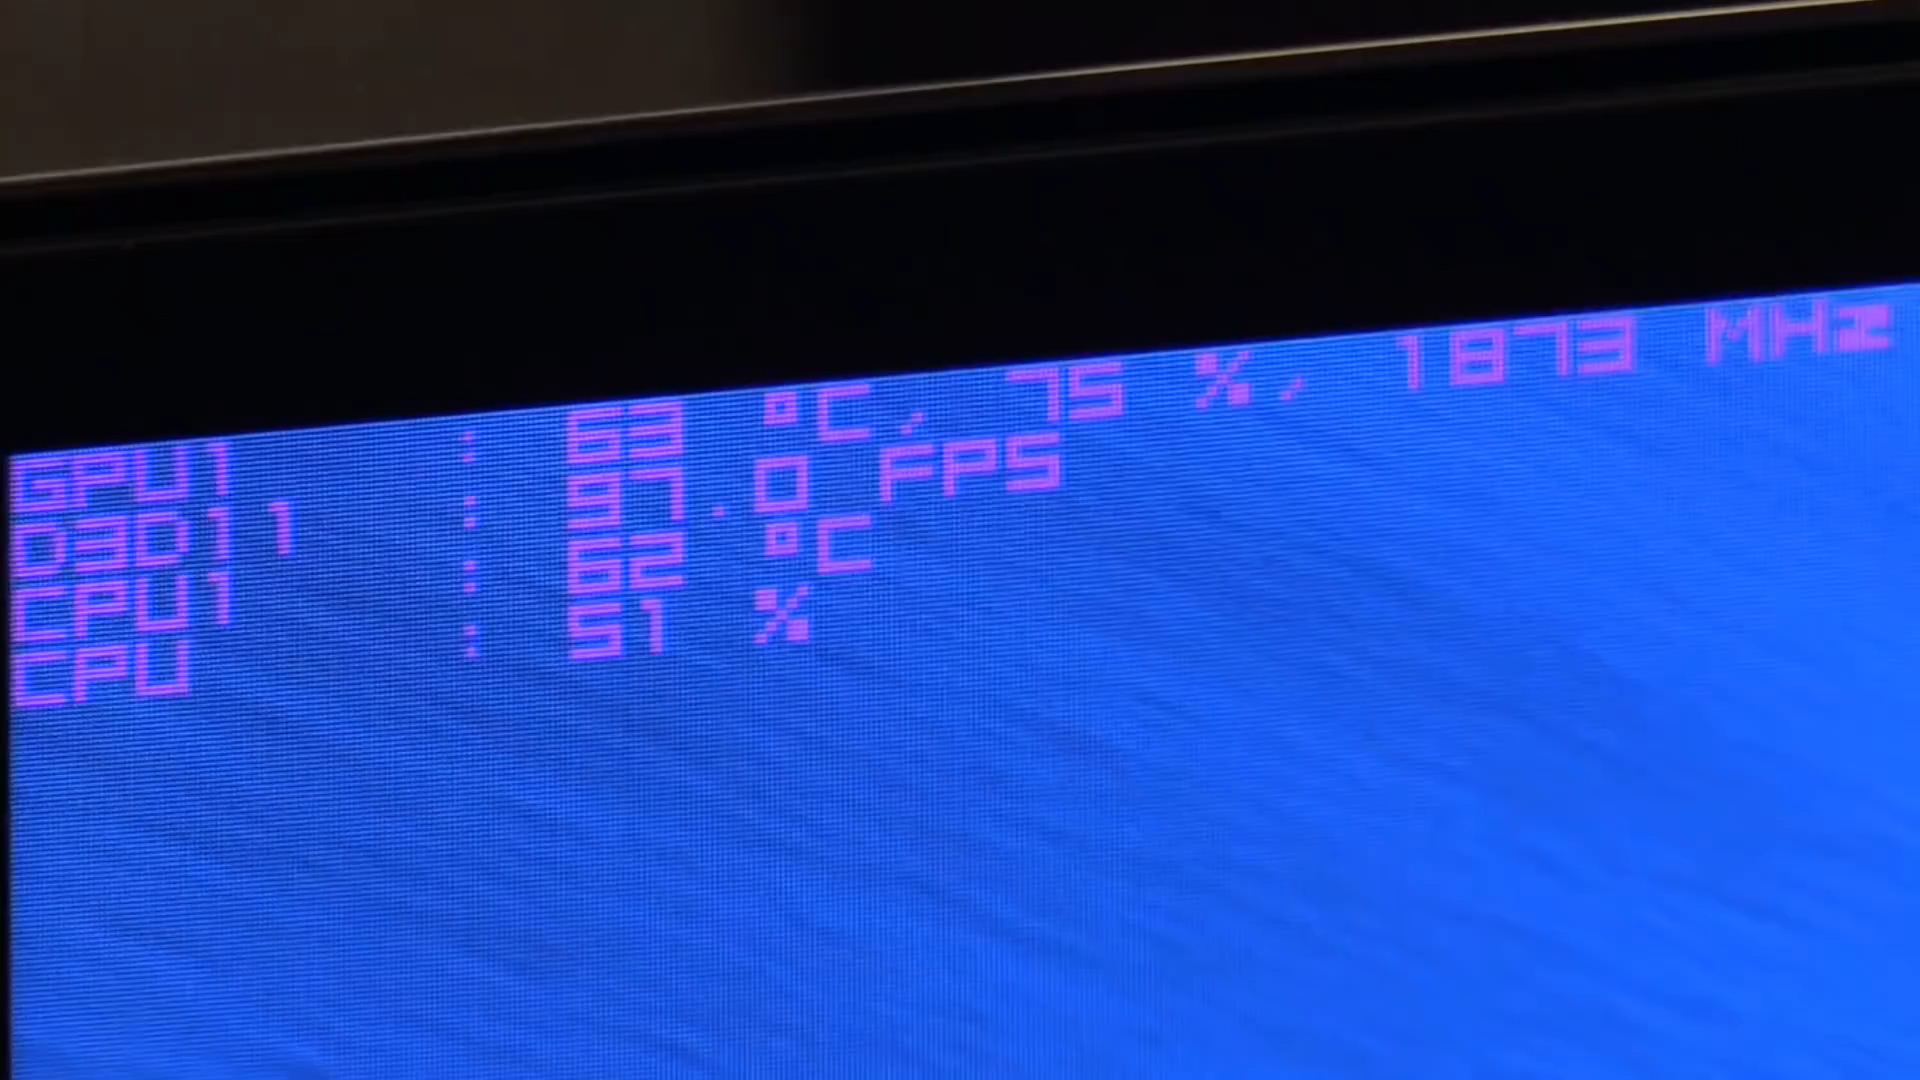 GPU1 : 63 °C, 75 %, 1873 MHz
D3D11 : 97.0 FPS
CPU1 : 62 °C
CPU : 51 %